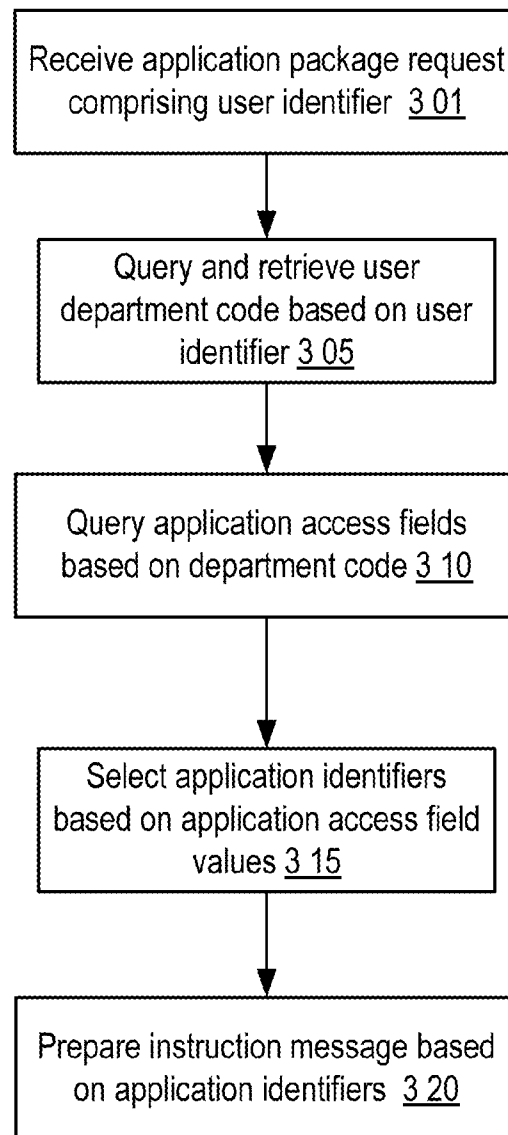 Receive application package request
comprising user identifier 3 01
Query and retrieve user
department code based on user
identifier 3 05
Query application access fields
based on department code 3 10
Select application identifiers
based on application access field
values 3 15
Prepare instruction message based
on application identifiers 3 20